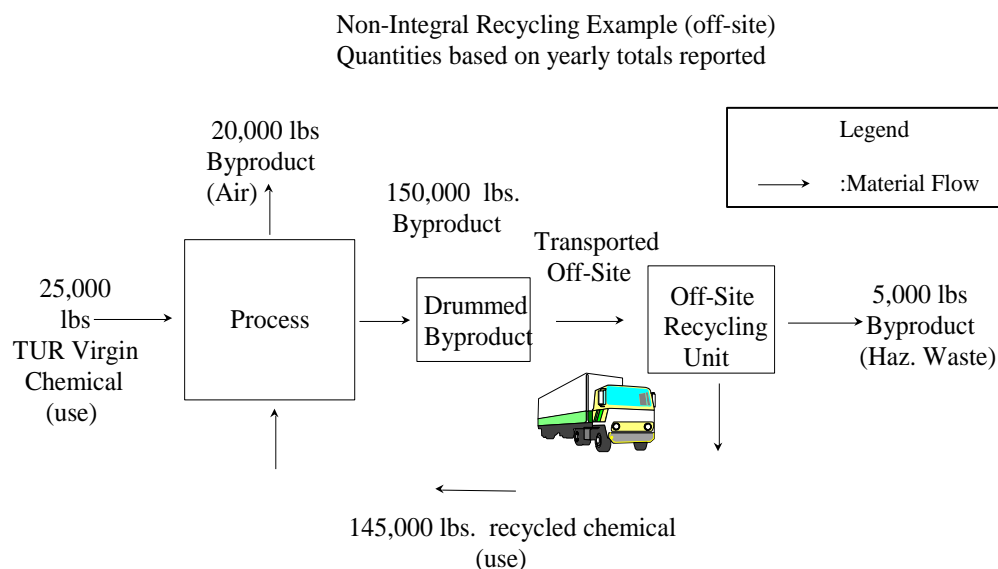 Non-Integral Recycling Example (off-site)
Quantities based on yearly totals reported
Legend
:Material Flow
20,000 lbs
Byproduct
(Air)
150,000 lbs.
Byproduct
Transported
Off-Site
25,000
lbs
TUR Virgin
Chemical
(use)
Process
Drummed
Byproduct
Off-Site
Recycling
Unit
5,000 lbs
Byproduct
(Haz. Waste)
145,000 lbs. recycled chemical
(use)